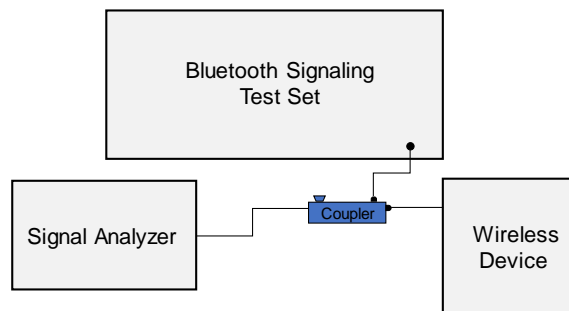 Bluetooth Signaling
Test Set
Coupler
Signal Analyzer
Wireless
Device